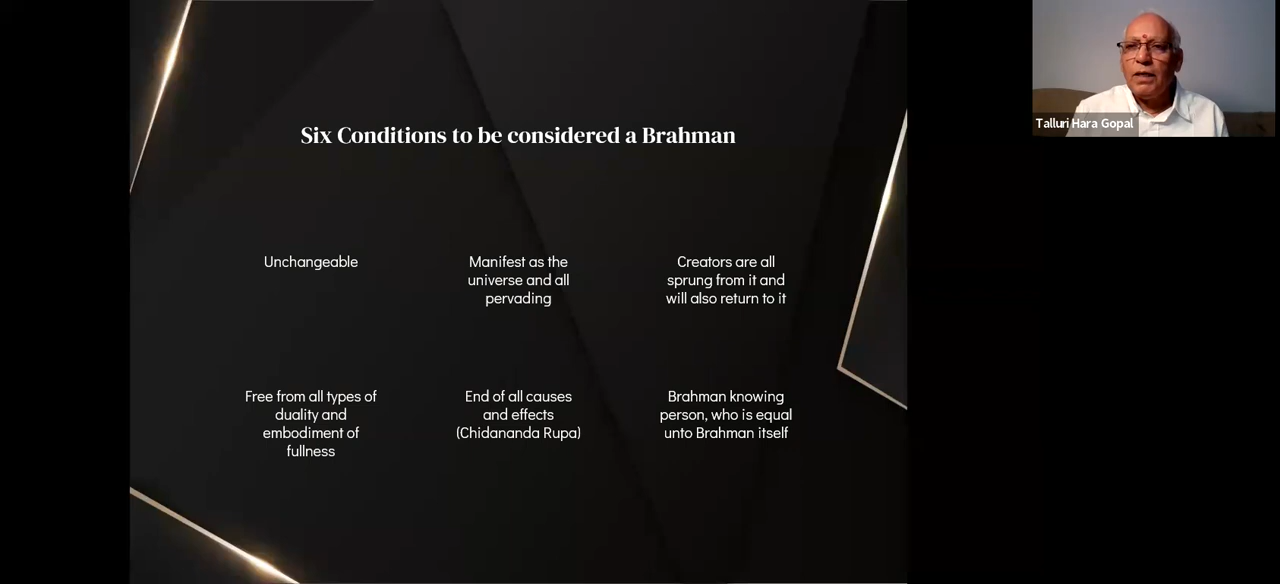 Six Conditions to be considered a Brahman
Unchangeable
Manifest as the
universe and all
pervading
Creators are all
sprung from it and
will also return to it
Free from all types of
duality and
embodiment of
fullness
End of all causes
and effects
(Chidananda Rupa)
Brahman knowing
person, who is equal
unto Brahman itself
Talluri Hara Gopal